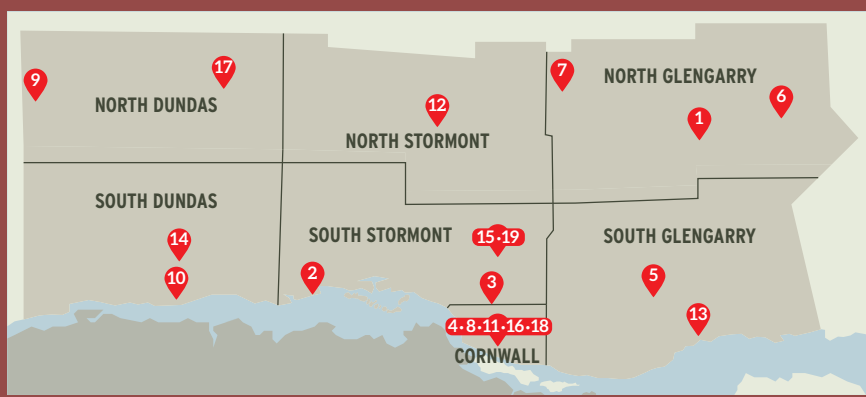 17
7
NORTH GLENGARRY
9
6
NORTH DUNDAS
12
1
NORTH STORMONT
SOUTH DUNDAS
SOUTH STORMONT
15•19
SOUTH GLENGARRY
14
10
2
3
5
13
4•8•11•16•18
CORNWALL